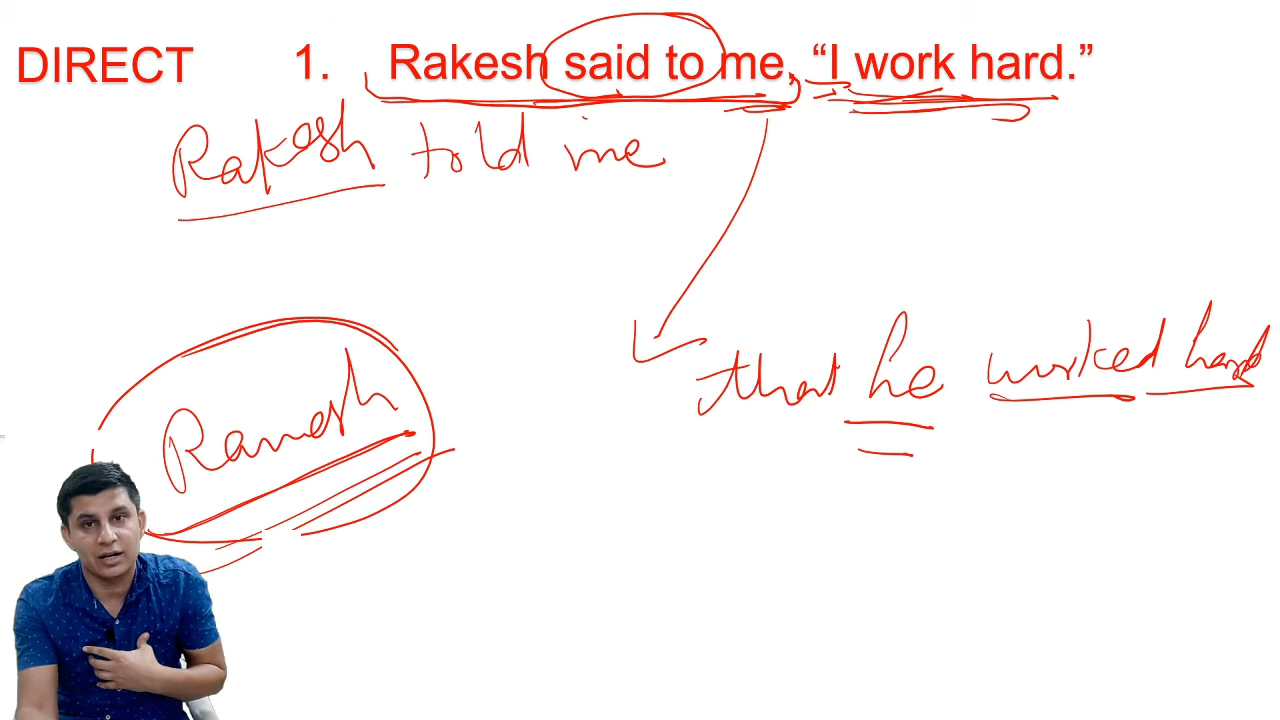 DIRECT 1. Rakesh said to me, “I work hard.”
Rakesh told me
that he worked hard
Ramesh